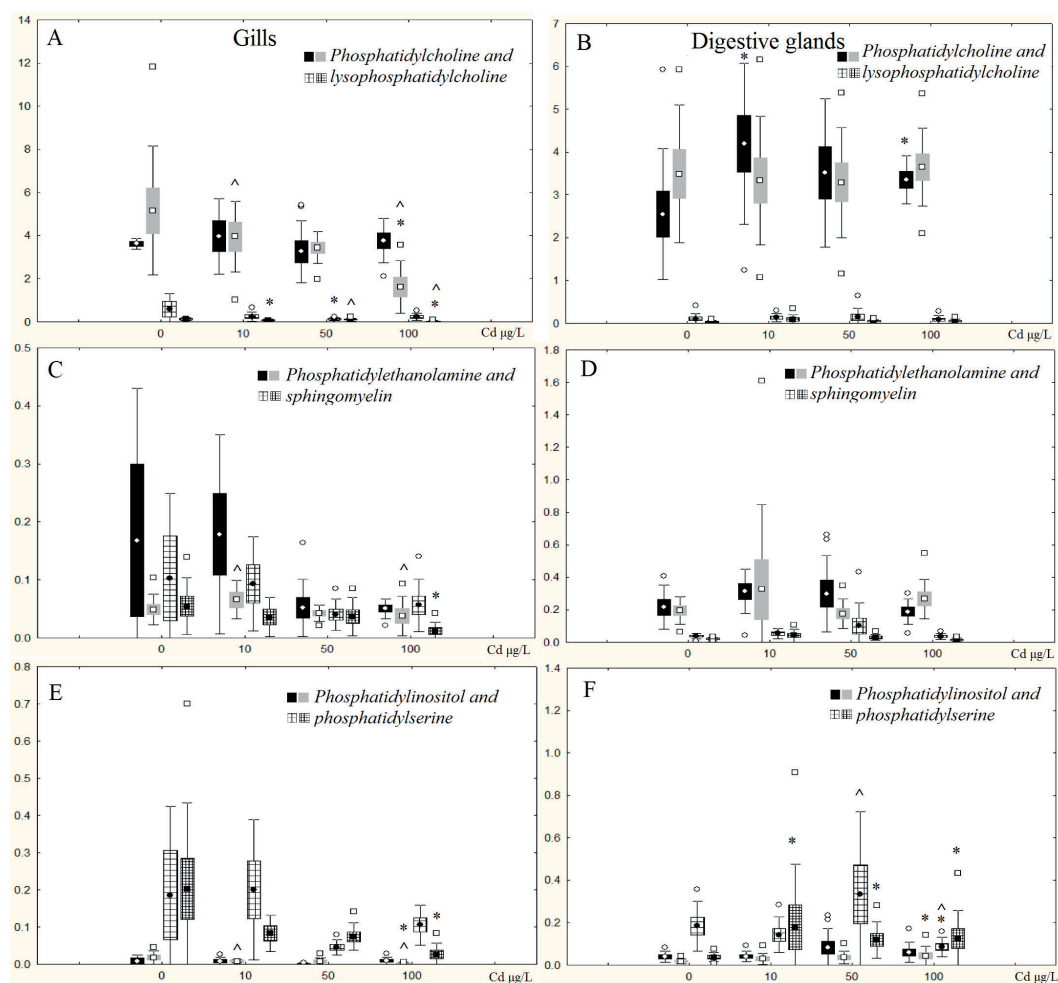 A
Gills
Phosphatidylcholine and
lysophosphatidylcholine
14
12
10
8
6
4
2
0
0 10 50 100 Cd µg/L
B
Digestive glands
Phosphatidylcholine and
lysophosphatidylcholine
7
6
5
4
3
2
1
0
0 10 50 100 Cd µg/L
C
Phosphatidylethanolamine and
sphingomyelin
0.5
0.4
0.3
0.2
0.1
0.0
0 10 50 100 Cd µg/L
D
Phosphatidylethanolamine and
sphingomyelin
1.8
1.6
1.4
1.2
1.0
0.8
0.6
0.4
0.2
0.0
0 10 50 100 Cd µg/L
E
Phosphatidylinositol and
phosphatidylserine
0.8
0.7
0.6
0.5
0.4
0.3
0.2
0.1
0.0
0 10 50 100 Cd µg/L
F
Phosphatidylinositol and
phosphatidylserine
1.4
1.2
1.0
0.8
0.6
0.4
0.2
0.0
0 10 50 100 Cd µg/L